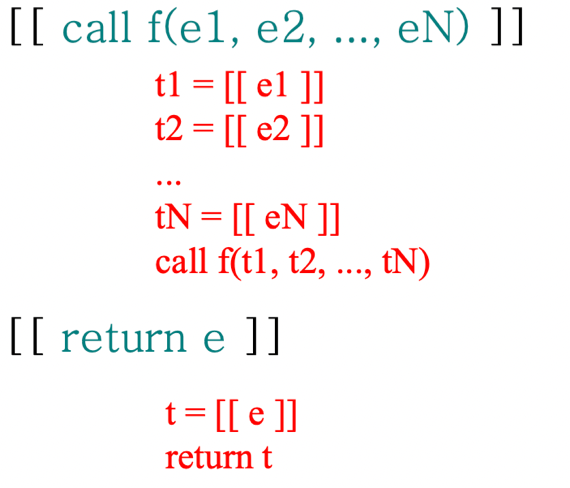 [[ call f(e1, e2, ..., eN) ]]
t1 = [[ e1 ]]
t2 = [[ e2 ]]
...
tN = [[ eN ]]
call f(t1, t2, ..., tN)
[[ return e ]]
t = [[ e ]]
return t